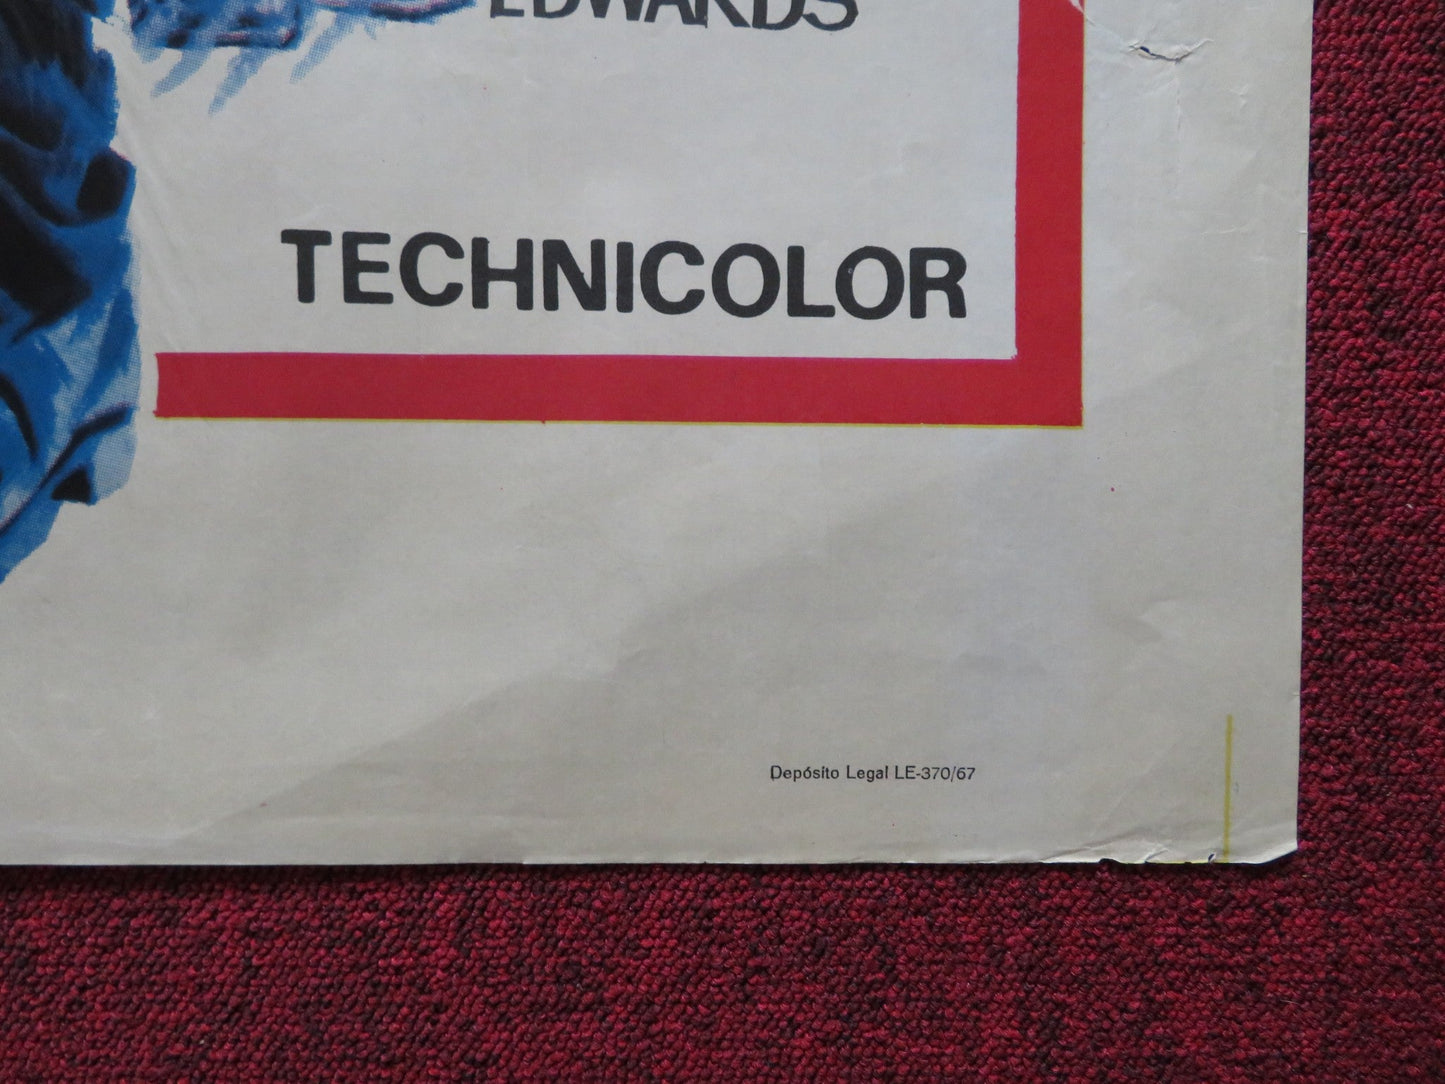 EDWARDS
TECHNICOLOR
Depósito Legal LE-370/67